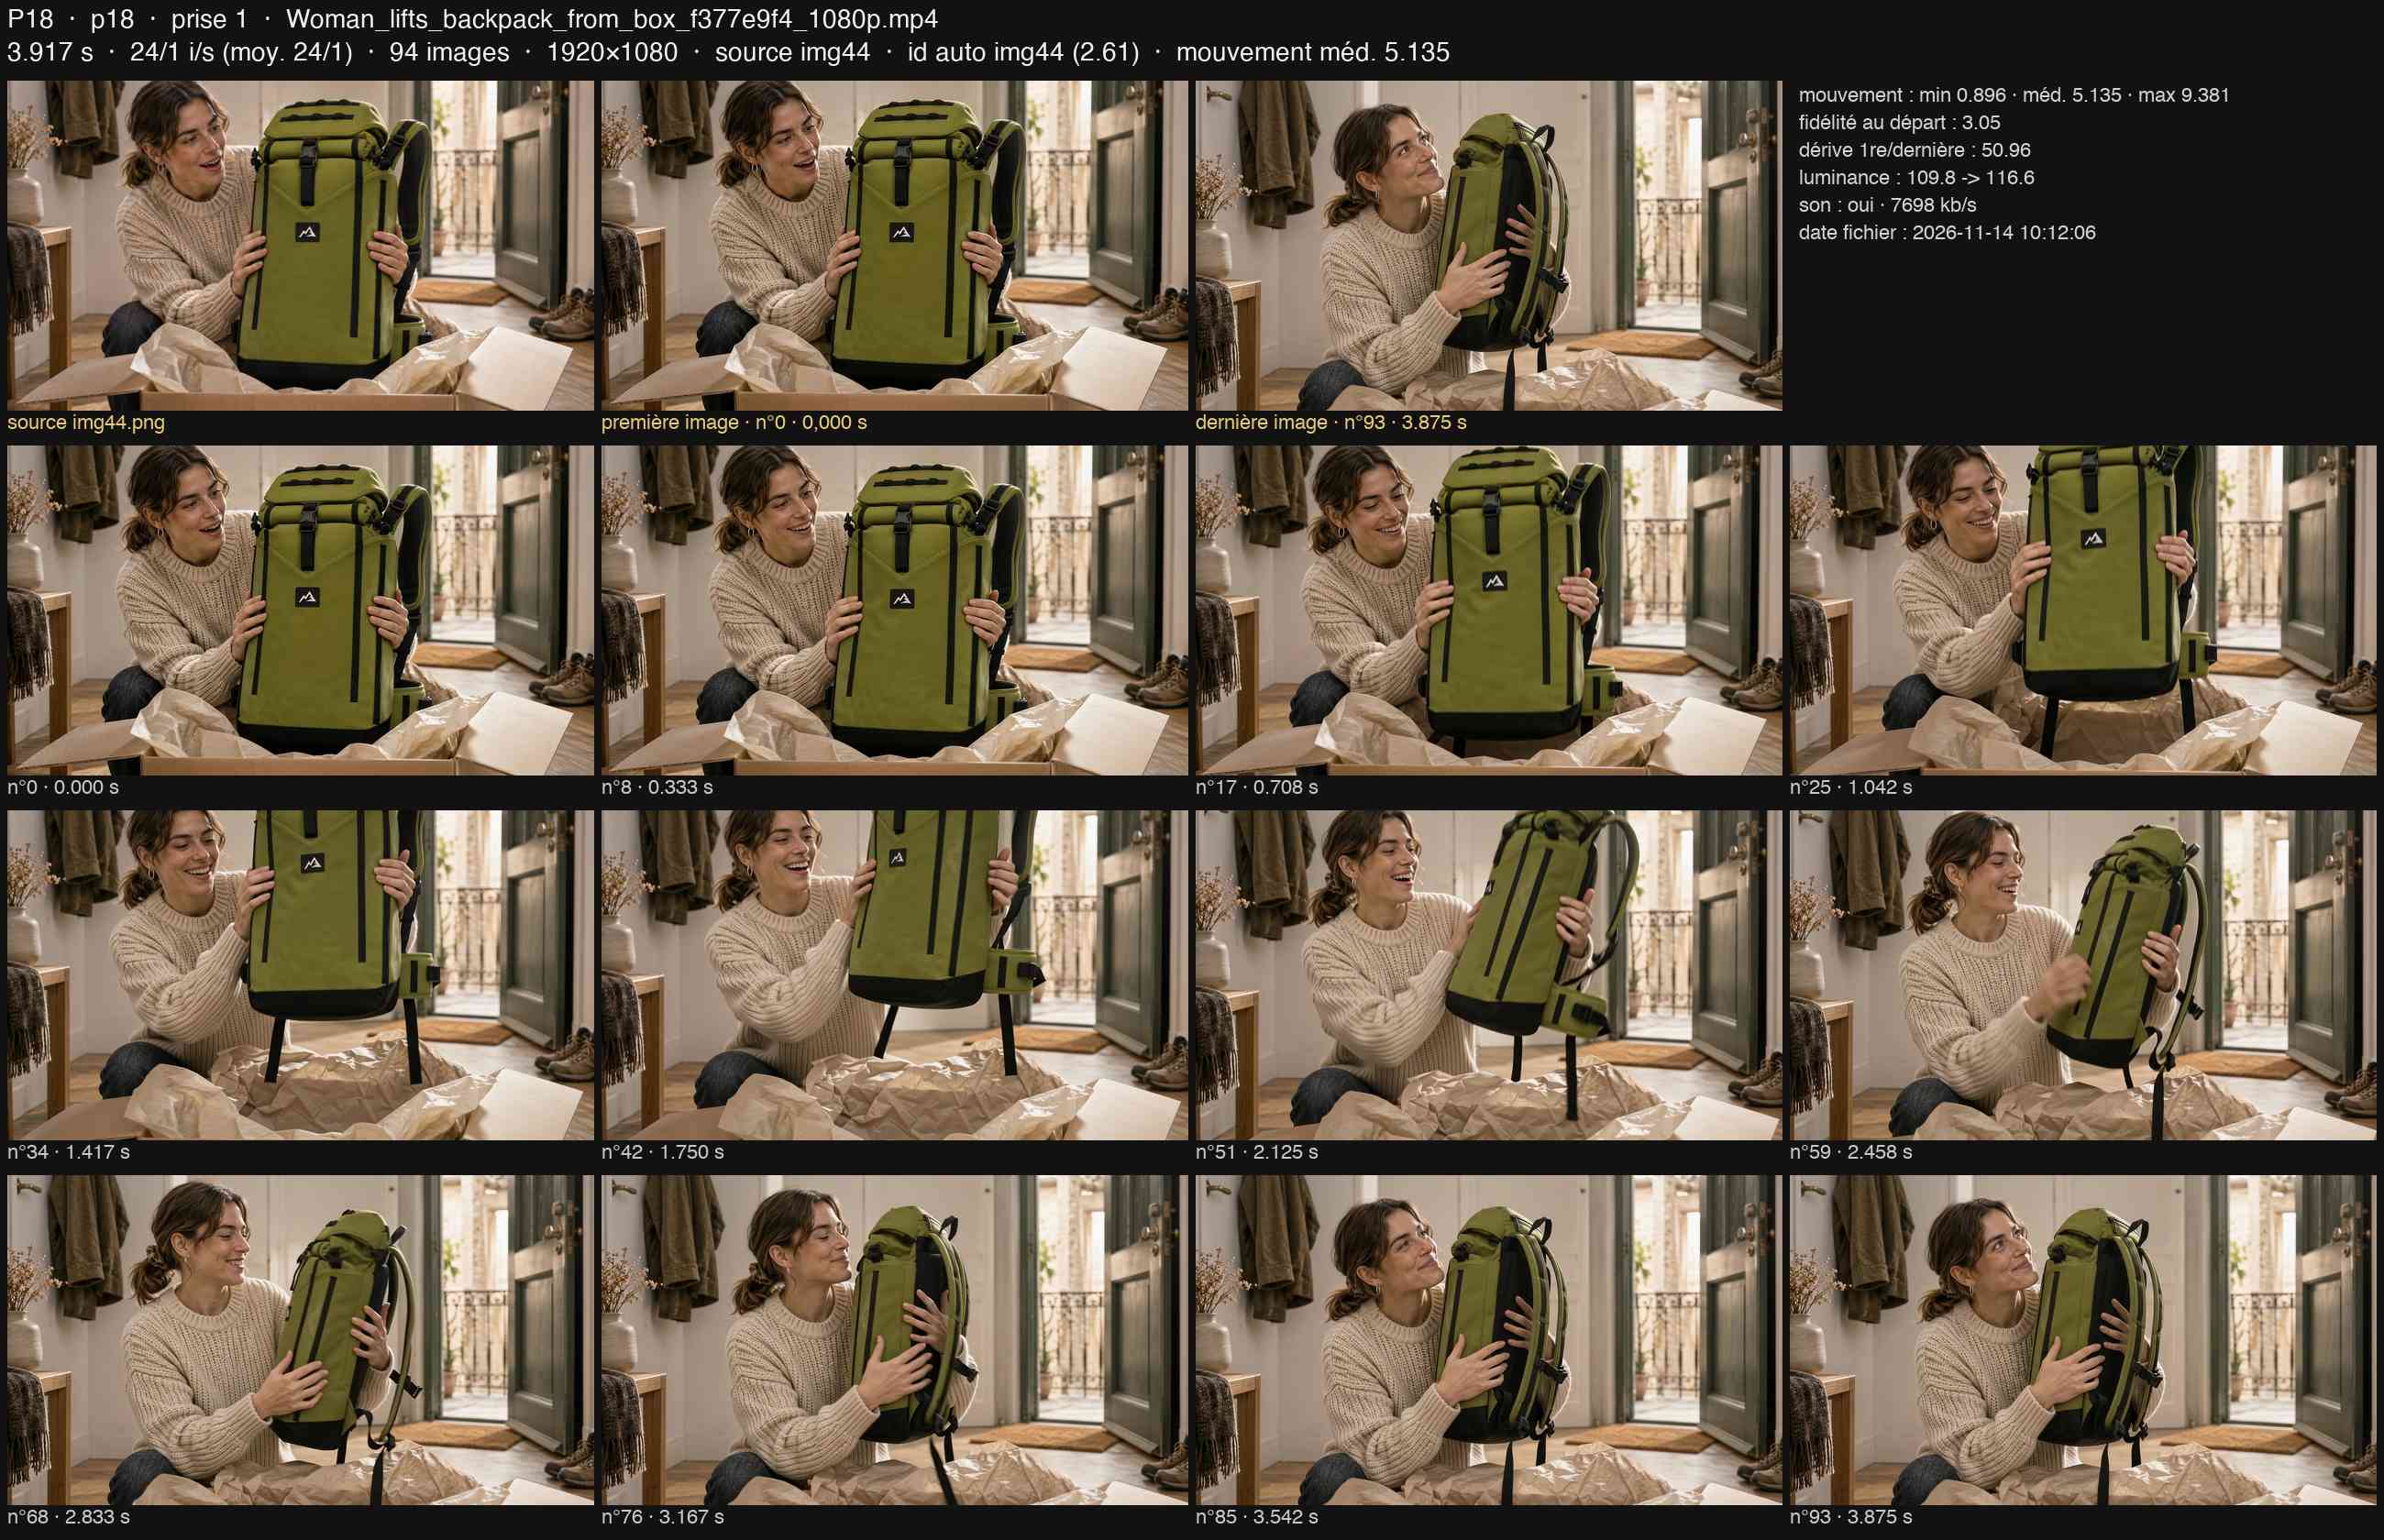 P18 · p18 · prise 1 · Woman_lifts_backpack_from_box_f377e9f4_1080p.mp4
3.917 s · 24/1 i/s (moy. 24/1) · 94 images · 1920×1080 · source img44 · id auto img44 (2.61) · mouvement méd. 5.135
mouvement : min 0.896 · méd. 5.135 · max 9.381
fidélité au départ : 3.05
dérive 1re/dernière : 50.96
luminance : 109.8 -> 116.6
son : oui · 7698 kb/s
date fichier : 2026-11-14 10:12:06
source img44.png
première image · n°0 · 0,000 s
dernière image · n°93 · 3.875 s
n°0 · 0.000 s
n°8 · 0.333 s
n°17 · 0.708 s
n°25 · 1.042 s
n°34 · 1.417 s
n°42 · 1.750 s
n°51 · 2.125 s
n°59 · 2.458 s
n°68 · 2.833 s
n°76 · 3.167 s
n°85 · 3.542 s
n°93 · 3.875 s